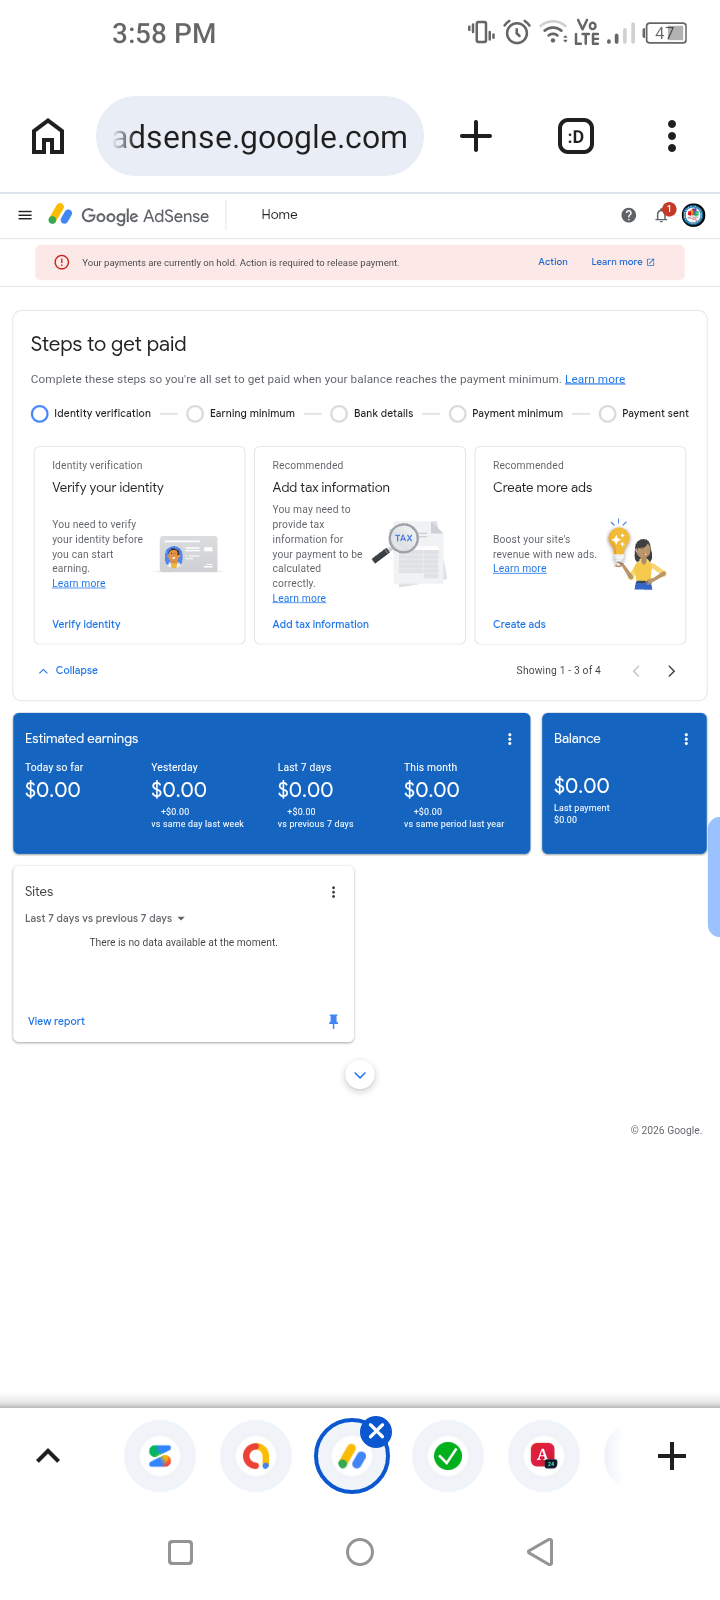 3:58 PM
Vo
LTE
47
adsense.google.com
:D
Google AdSense
Home
1
Your payments are currently on hold. Action is required to release payment.
Action
Learn more
Steps to get paid
Complete these steps so you're all set to get paid when your balance reaches the payment minimum. Learn more
Identity verification
Earning minimum
Bank details
Payment minimum
Payment sent
Identity verification
Verify your identity
You need to verify
your identity before
you can start
earning.
Learn more
Verify identity
Recommended
Add tax information
You may need to
provide tax
information for
your payment to be
calculated
correctly.
Learn more
TAX
Add tax information
Recommended
Create more ads
Boost your site's
revenue with new ads.
Learn more
Create ads
Collapse
Showing 1 - 3 of 4
Estimated earnings
Today so far
$0.00
Yesterday
$0.00
+$0.00
vs same day last week
Last 7 days
$0.00
+$0.00
vs previous 7 days
This month
$0.00
+$0.00
vs same period last year
Balance
$0.00
Last payment
$0.00
Sites
Last 7 days vs previous 7 days
There is no data available at the moment.
View report
© 2026 Google.
A
24